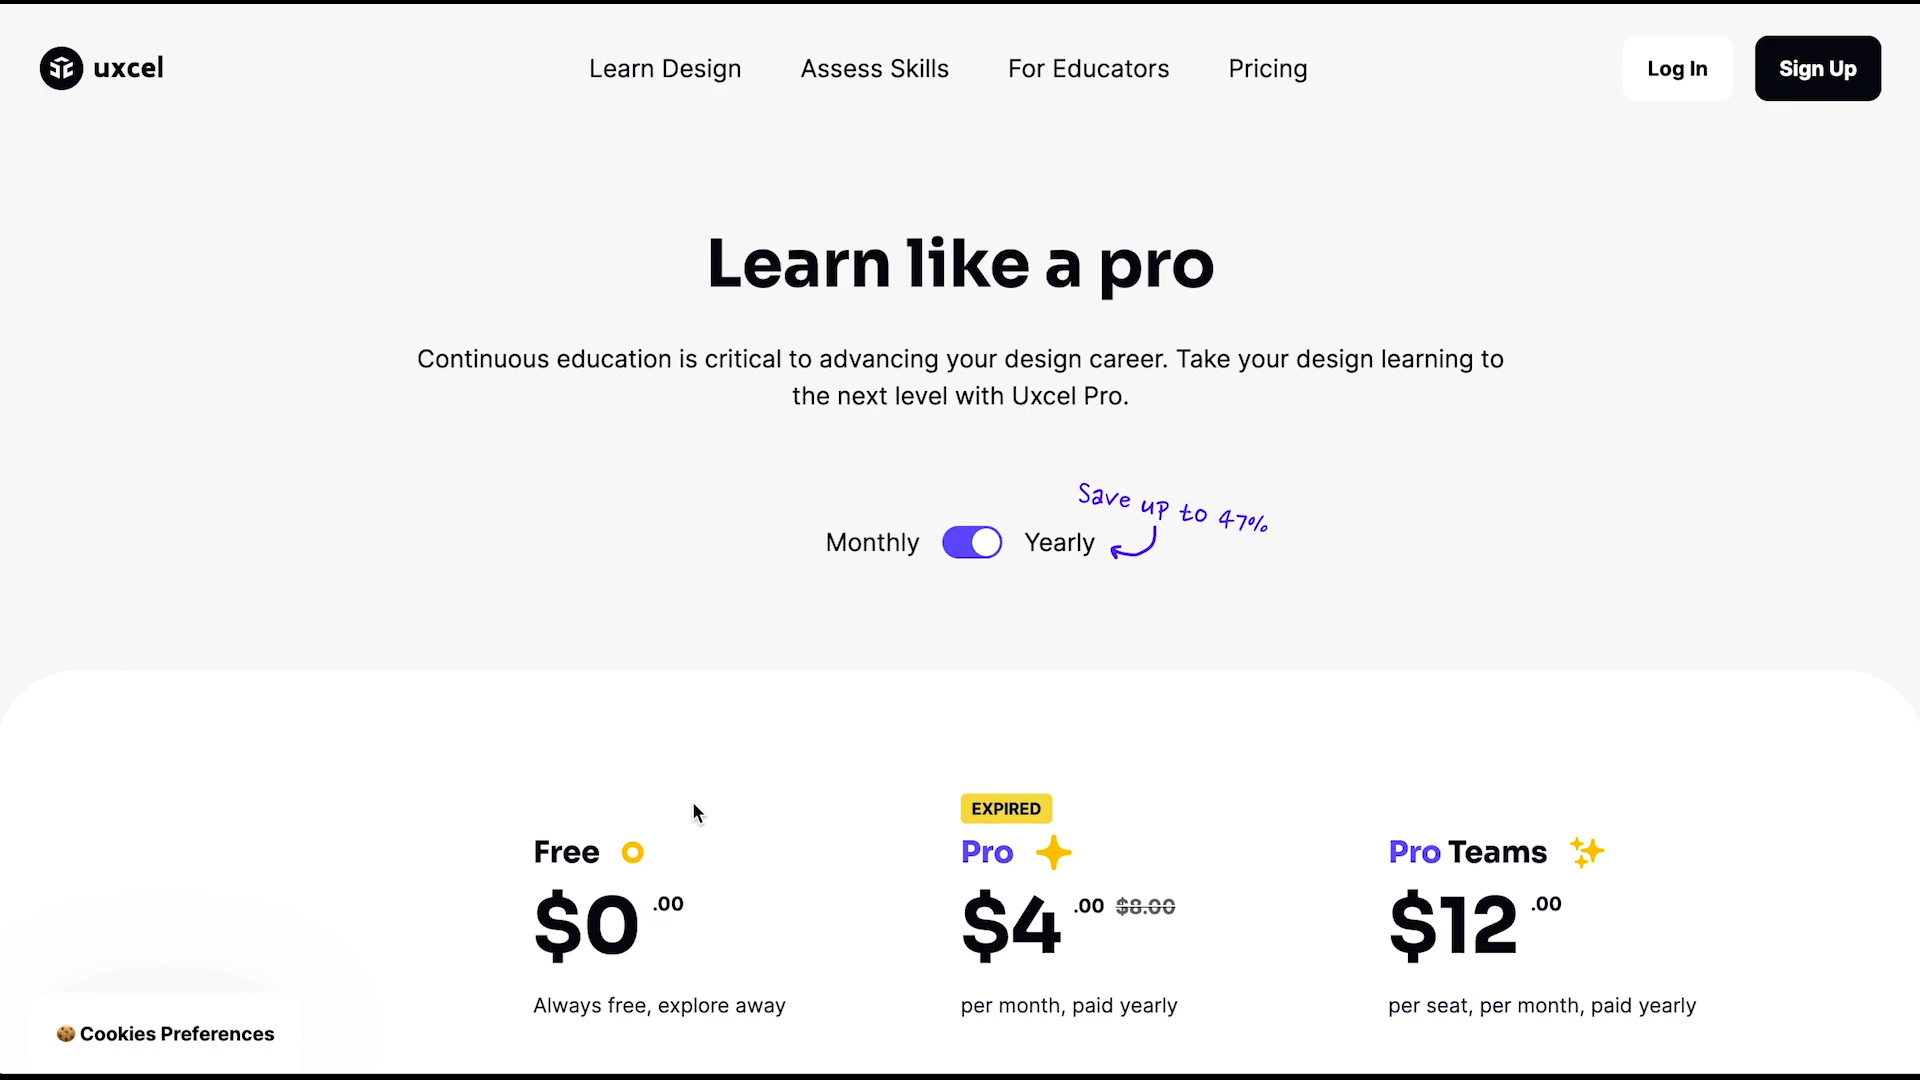 uxcel
Learn Design
Assess Skills
For Educators
Pricing
Log In
Sign Up
Learn like a pro
Continuous education is critical to advancing your design career. Take your design learning to
the next level with Uxcel Pro.
Save up to 47%
Monthly
Yearly
Free
$0.00
Always free, explore away
EXPIRED
Pro
$4.00 $8.00
per month, paid yearly
Pro Teams
$12.00
per seat, per month, paid yearly
Cookies Preferences